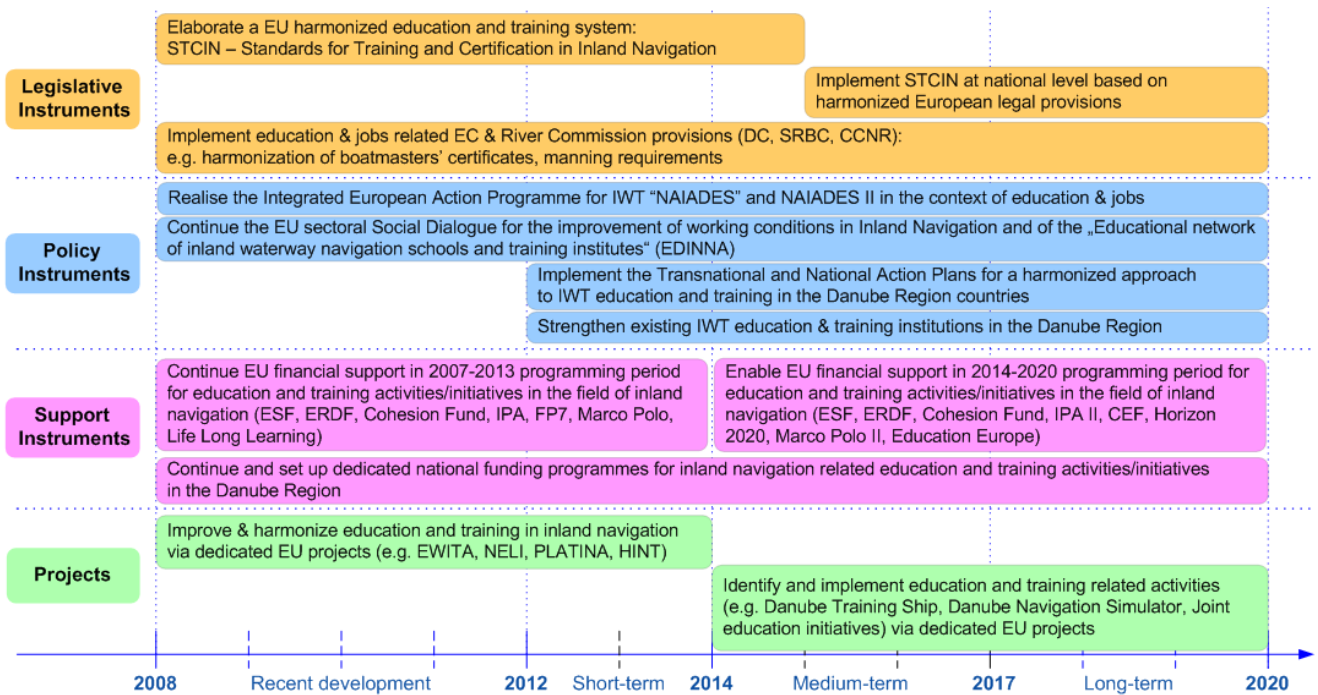 Elaborate a EU harmonized education and training system:
STCIN – Standards for Training and Certification in Inland Navigation
Legislative
Instruments
Implement STCIN at national level based on
harmonized European legal provisions
Implement education & jobs related EC & River Commission provisions (DC, SRBC, CCNR):
e.g. harmonization of boatmasters’ certificates, manning requirements
Realise the Integrated European Action Programme for IWT “NAIADES” and NAIADES II in the context of education & jobs
Policy
Instruments
Continue the EU sectoral Social Dialogue for the improvement of working conditions in Inland Navigation and of the „Educational network
of inland waterway navigation schools and training institutes“ (EDINNA)
Implement the Transnational and National Action Plans for a harmonized approach
to IWT education and training in the Danube Region countries
Strengthen existing IWT education & training institutions in the Danube Region
Support
Instruments
Continue EU financial support in 2007-2013 programming period
for education and training activities/initiatives in the field of inland
navigation (ESF, ERDF, Cohesion Fund, IPA, FP7, Marco Polo,
Life Long Learning)
Enable EU financial support in 2014-2020 programming period for
education and training activities/initiatives in the field of inland
navigation (ESF, ERDF, Cohesion Fund, IPA II, CEF, Horizon
2020, Marco Polo II, Education Europe)
Continue and set up dedicated national funding programmes for inland navigation related education and training activities/initiatives
in the Danube Region
Projects
Improve & harmonize education and training in inland navigation
via dedicated EU projects (e.g. EWITA, NELI, PLATINA, HINT)
Identify and implement education and training related activities
(e.g. Danube Training Ship, Danube Navigation Simulator, Joint
education initiatives) via dedicated EU projects
2008 Recent development 2012 Short-term 2014 Medium-term 2017 Long-term 2020